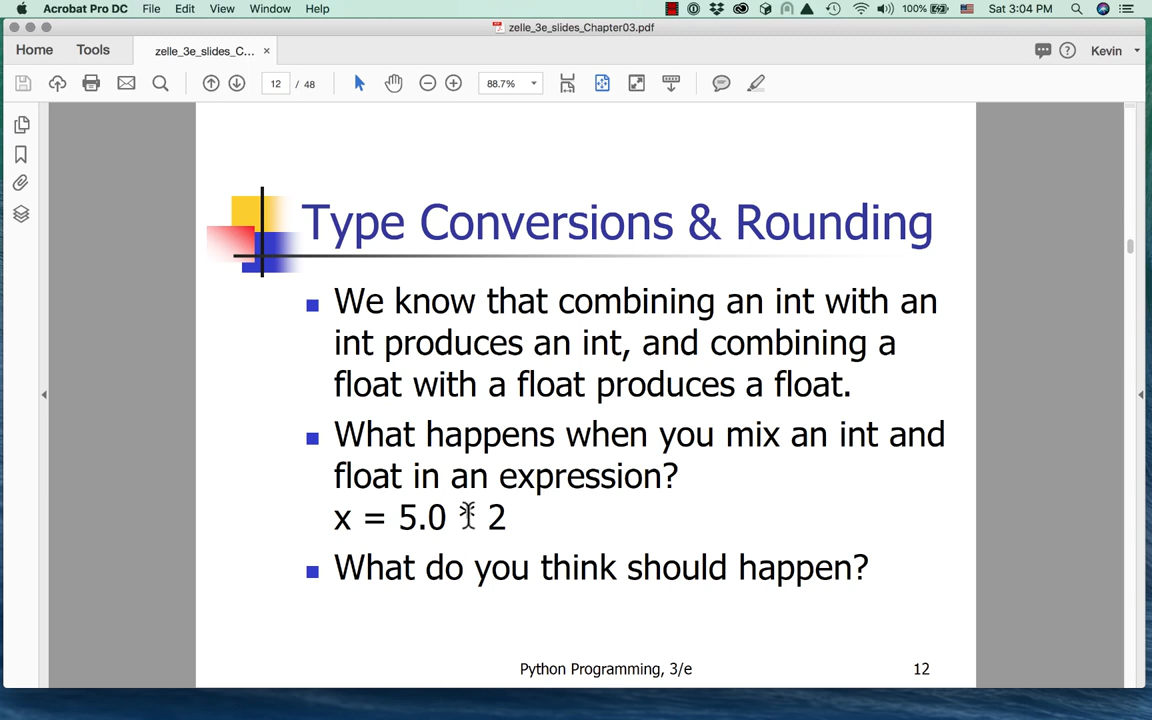 Acrobat Pro DC File Edit View Window Help 100% Sat 3:04 PM
zelle_3e_slides_Chapter03.pdf
Home Tools zelle_3e_slides_C... × Kevin
12 / 48 88.7%
Type Conversions & Rounding
We know that combining an int with an
int produces an int, and combining a
float with a float produces a float.
What happens when you mix an int and
float in an expression?
x = 5.0 * 2
What do you think should happen?
Python Programming, 3/e 12